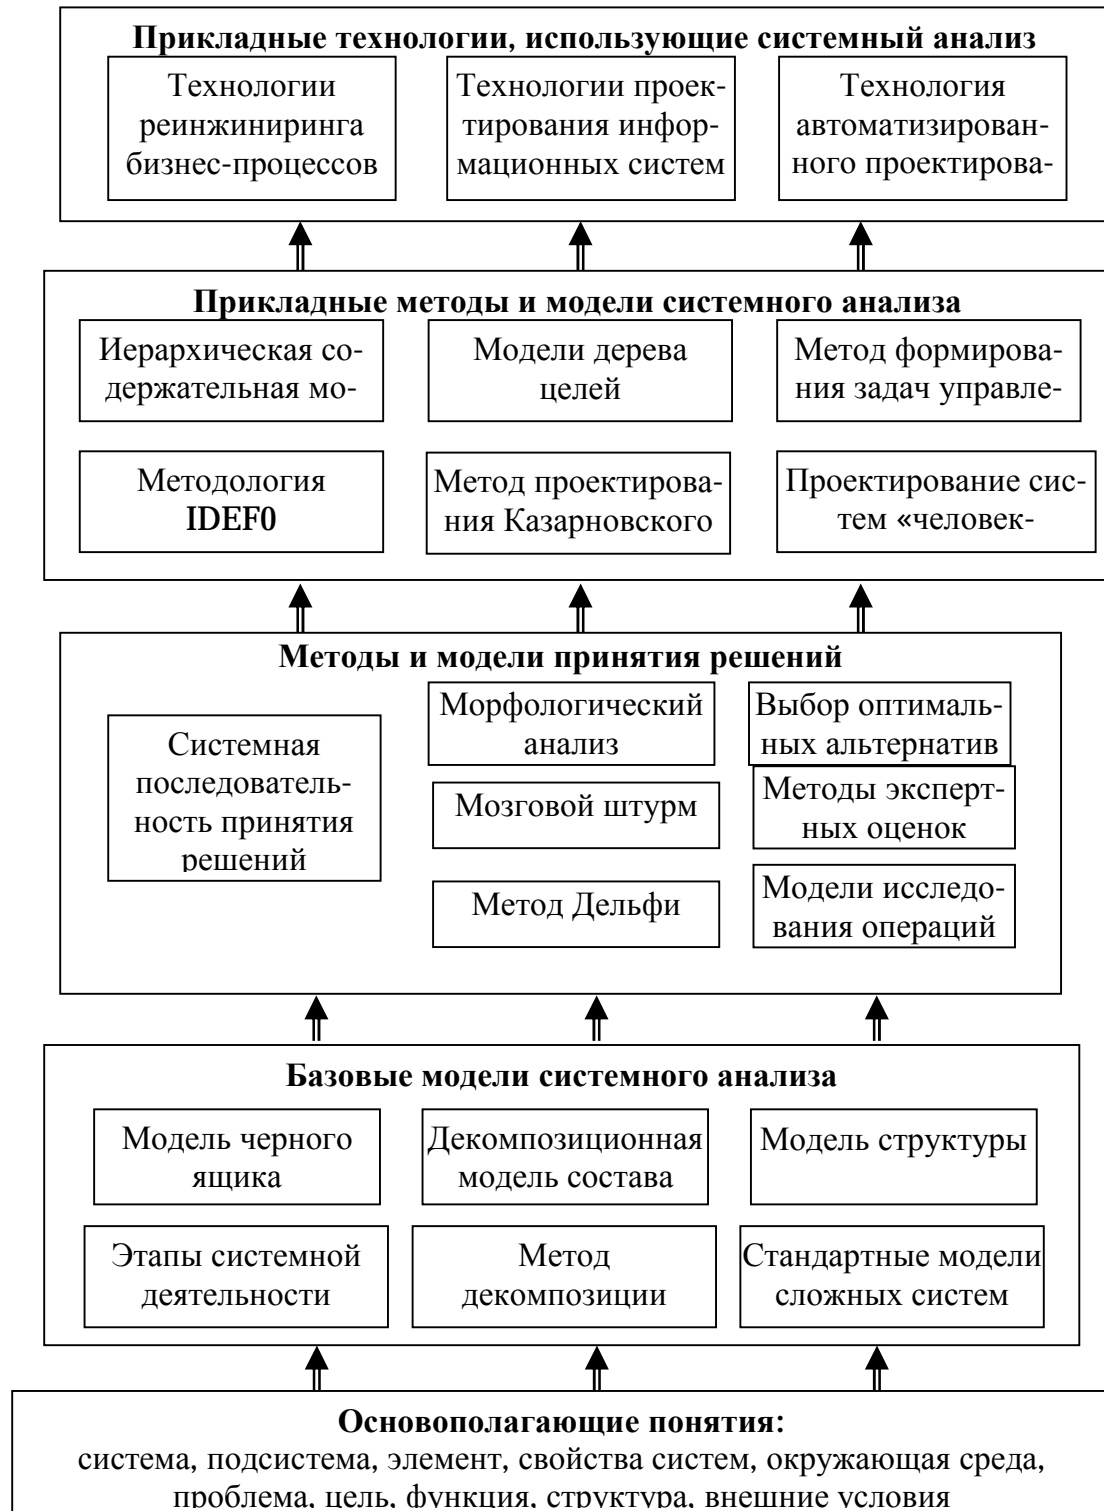 Прикладные технологии, использующие системный анализ
Технологии
реинжиниринга
бизнес-процессов
Технологии проек-
тирования инфор-
мационных систем
Технология
автоматизирован-
ного проектирова-
Прикладные методы и модели системного анализа
Иерархическая со-
держательная мо-
Модели дерева
целей
Метод формирова-
ния задач управле-
Методология
IDEF0
Метод проектирова-
ния Казарновского
Проектирование сис-
тем «человек-
Методы и модели принятия решений
Системная
последователь-
ность принятия
решений
Морфологический
анализ
Мозговой штурм
Метод Дельфи
Выбор оптималь-
ных альтернатив
Методы эксперт-
ных оценок
Модели исследо-
вания операций
Базовые модели системного анализа
Модель черного
ящика
Декомпозиционная
модель состава
Модель структуры
Этапы системной
деятельности
Метод
декомпозиции
Стандартные модели
сложных систем
Основополагающие понятия:
система, подсистема, элемент, свойства систем, окружающая среда,
проблема, цель, функция, структура, внешние условия